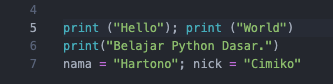 4
5 print ("Hello"); print ("World")
6 print("Belajar Python Dasar.")
7 nama = "Hartono"; nick = "Cimiko"